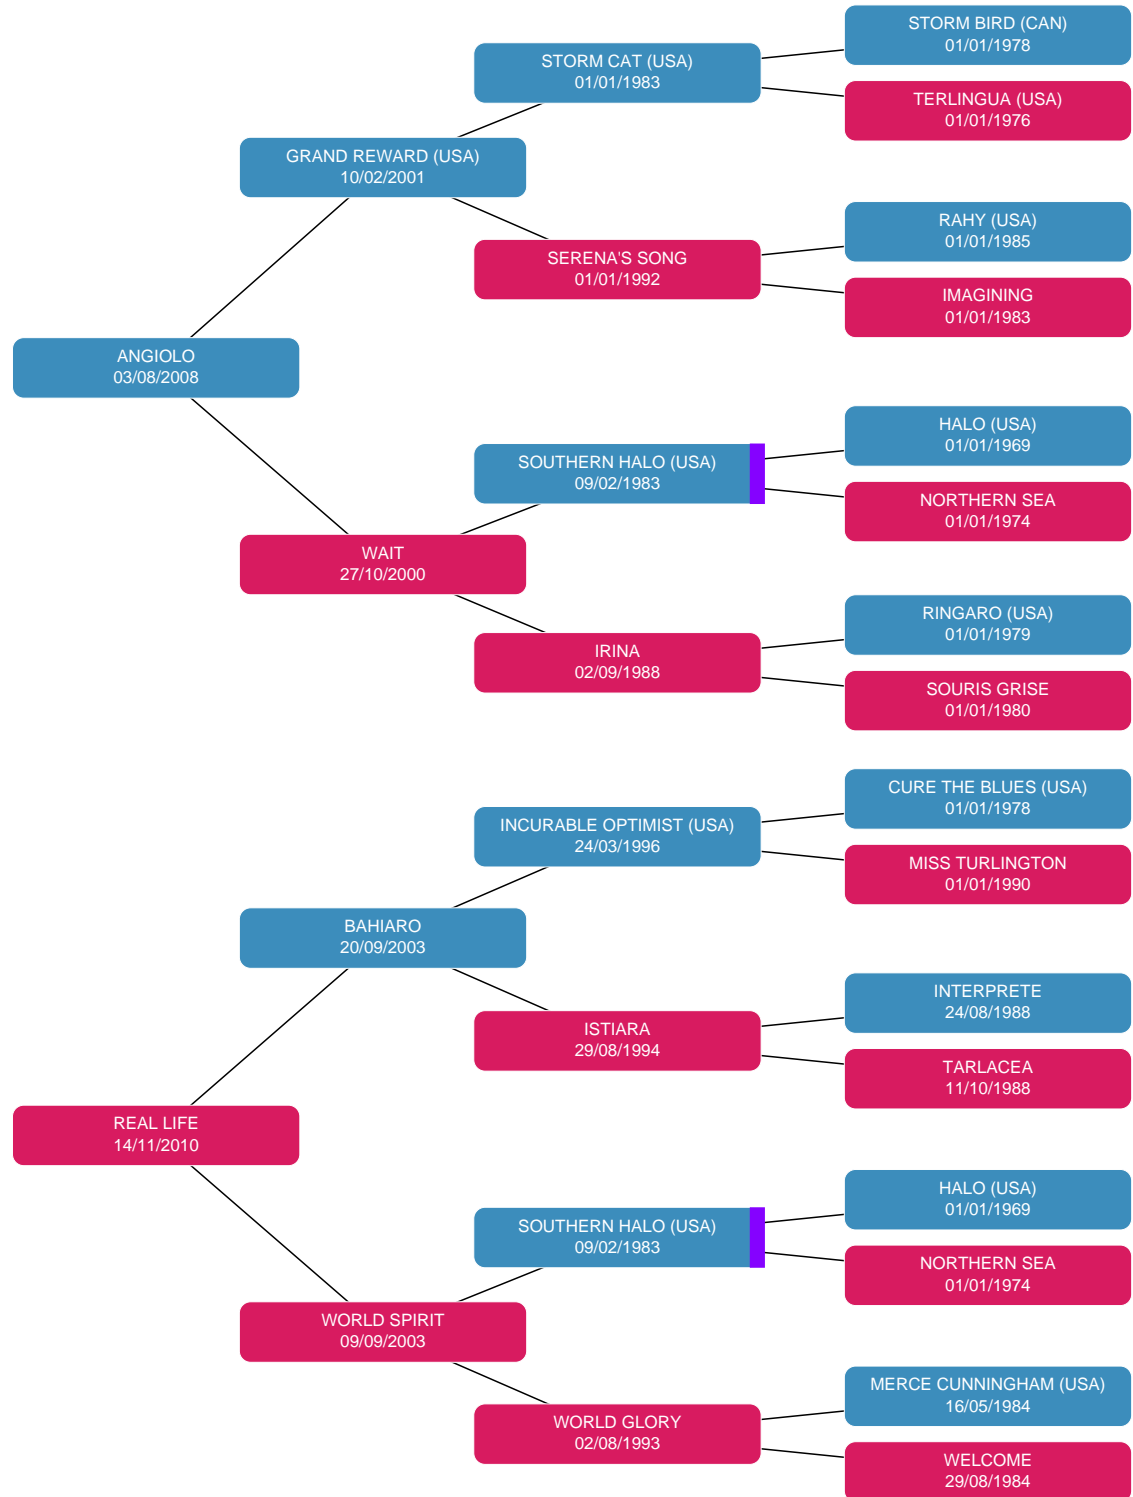 STORM BIRD (CAN)
01/01/1978
STORM CAT (USA)
01/01/1983
TERLINGUA (USA)
01/01/1976
GRAND REWARD (USA)
10/02/2001
RAHY (USA)
01/01/1985
SERENA'S SONG
01/01/1992
IMAGINING
01/01/1983
ANGIOLO
03/08/2008
HALO (USA)
01/01/1969
SOUTHERN HALO (USA)
09/02/1983
NORTHERN SEA
01/01/1974
WAIT
27/10/2000
RINGARO (USA)
01/01/1979
IRINA
02/09/1988
SOURIS GRISE
01/01/1980
CURE THE BLUES (USA)
01/01/1978
INCURABLE OPTIMIST (USA)
24/03/1996
MISS TURLINGTON
01/01/1990
BAHIARO
20/09/2003
INTERPRETE
24/08/1988
ISTIARA
29/08/1994
TARLACEA
11/10/1988
REAL LIFE
14/11/2010
HALO (USA)
01/01/1969
SOUTHERN HALO (USA)
09/02/1983
NORTHERN SEA
01/01/1974
WORLD SPIRIT
09/09/2003
MERCE CUNNINGHAM (USA)
16/05/1984
WORLD GLORY
02/08/1993
WELCOME
29/08/1984